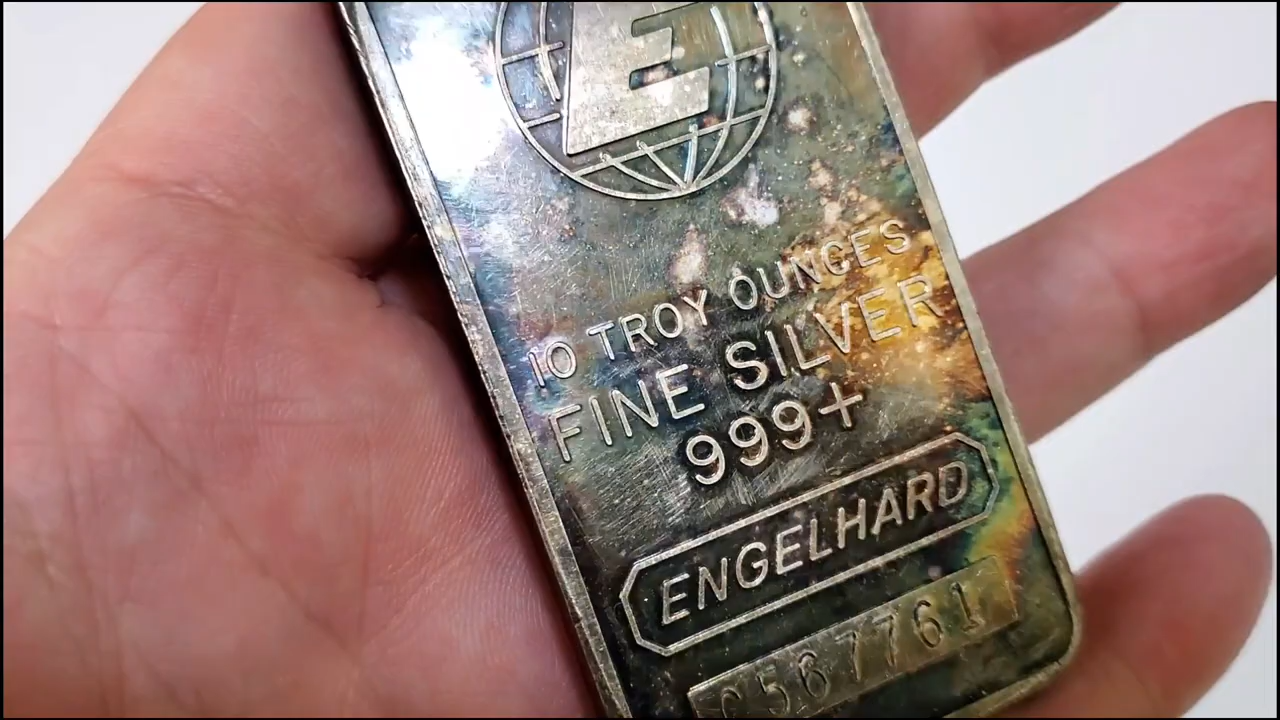 E
10 TROY OUNCES
FINE SILVER
999+
ENGELHARD
C567761